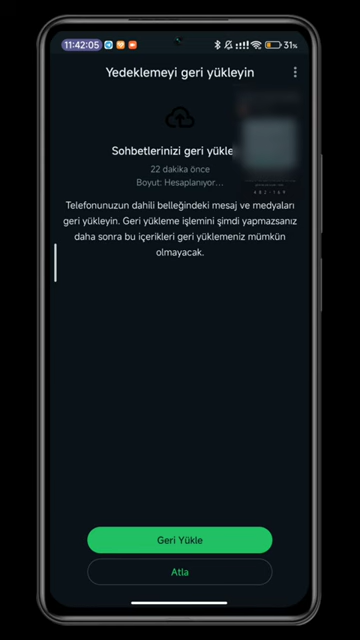 11:42:05
31%
Yedeklemeyi geri yükleyin
Sohbetlerinizi geri yükle
22 dakika önce
Boyut: Hesaplanıyor...
Telefonunuzun dahili belleğindeki mesaj ve medyaları
geri yükleyin. Geri yükleme işlemini şimdi yapmazsanız
daha sonra bu içerikleri geri yüklemeniz mümkün
olmayacak.
Geri Yükle
Atla